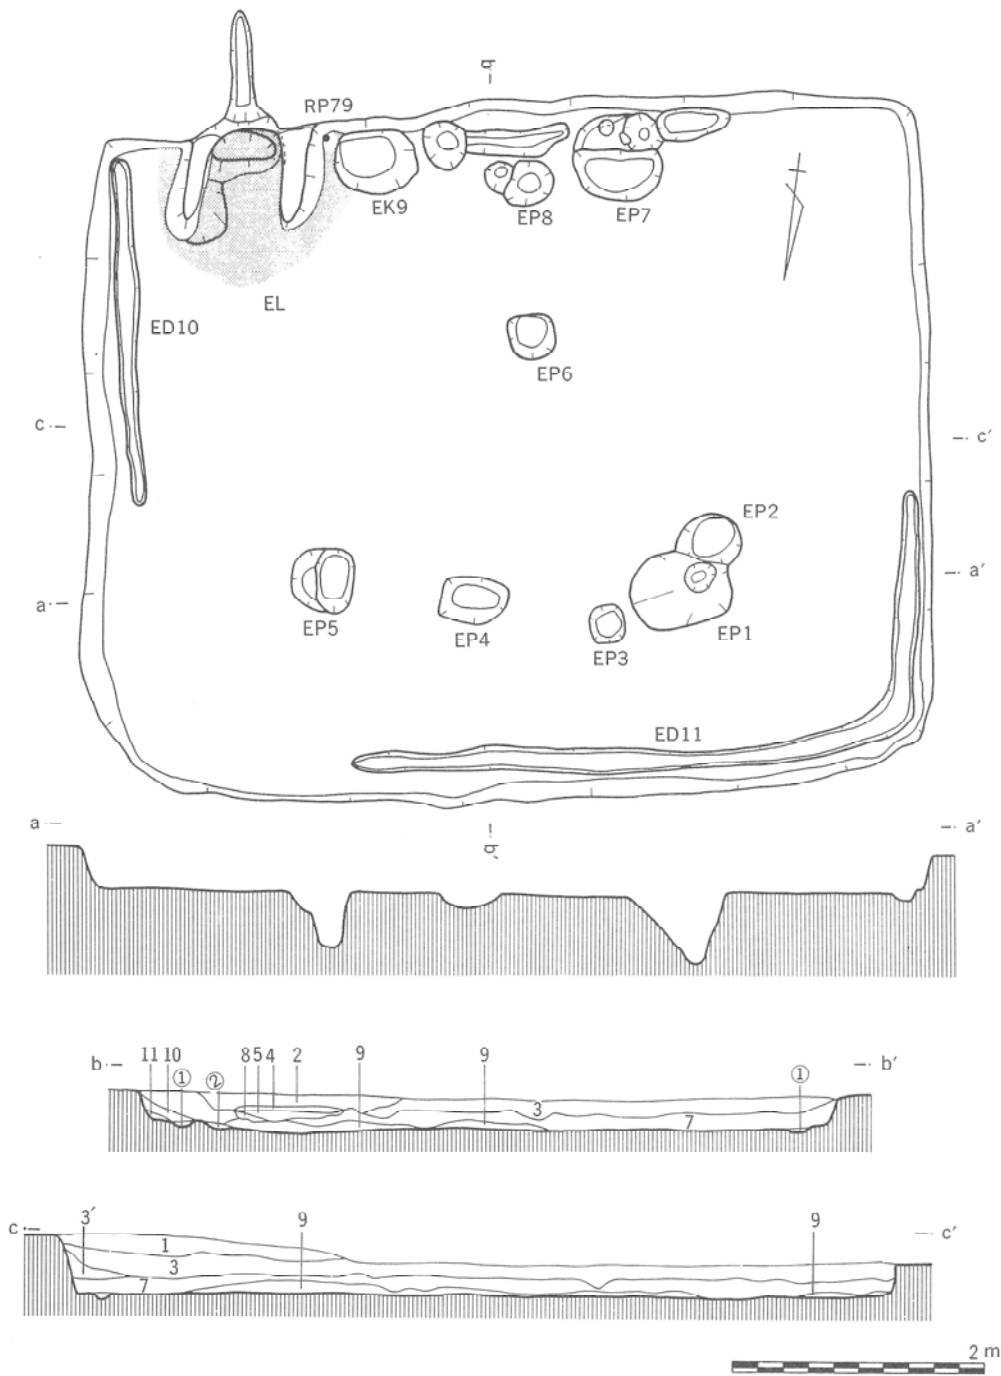 b
RP79
EK9
EP8
EP7
EL
ED10
EP6
c
c′
EP2
a′
a
EP5
EP4
EP3
EP1
ED11
a
a′
b′
b
11 10 ① ② 8 5 4 2 9 9 ①
b′
3
7
c
3′
9
9
c′
1
3
7
2 m